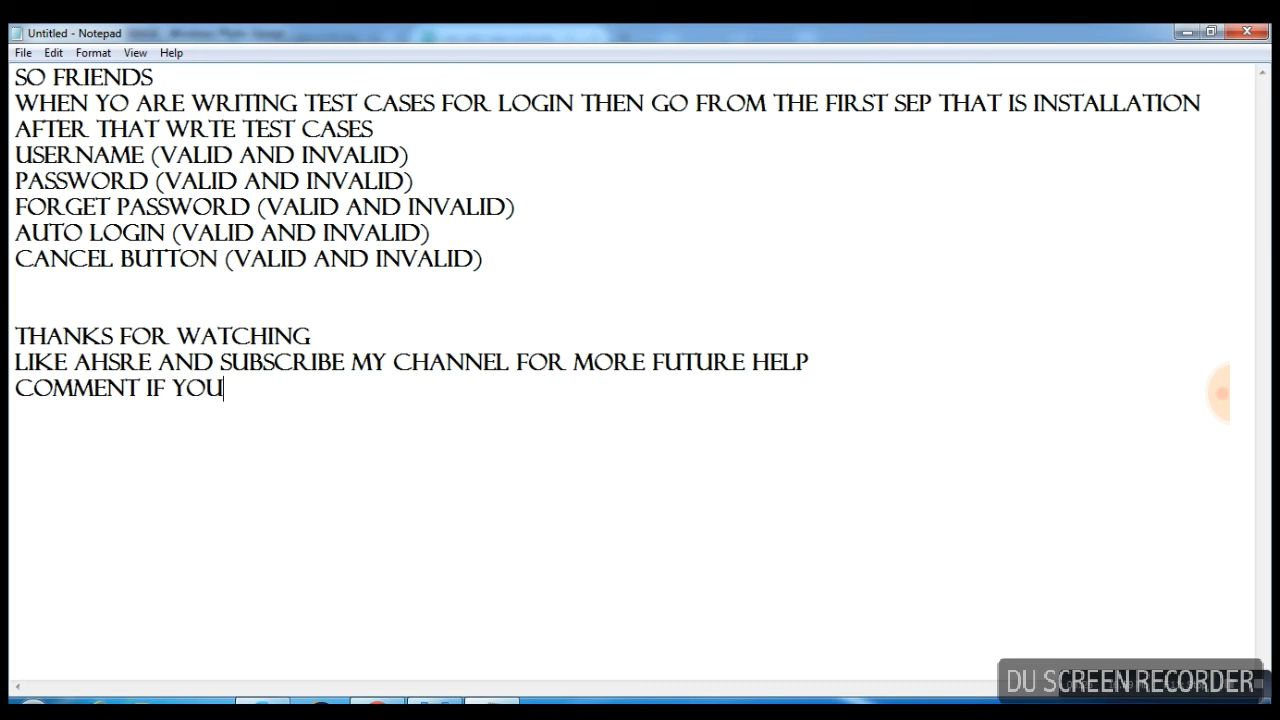 Untitled - Notepad
File Edit Format View Help
SO FRIENDS
WHEN YO ARE WRITING TEST CASES FOR LOGIN THEN GO FROM THE FIRST SEP THAT IS INSTALLATION
AFTER THAT WRTE TEST CASES
USERNAME (VALID AND INVALID)
PASSWORD (VALID AND INVALID)
FORGET PASSWORD (VALID AND INVALID)
AUTO LOGIN (VALID AND INVALID)
CANCEL BUTTON (VALID AND INVALID)
THANKS FOR WATCHING
LIKE AHSRE AND SUBSCRIBE MY CHANNEL FOR MORE FUTURE HELP
COMMENT IF YOU
DU SCREEN RECORDER